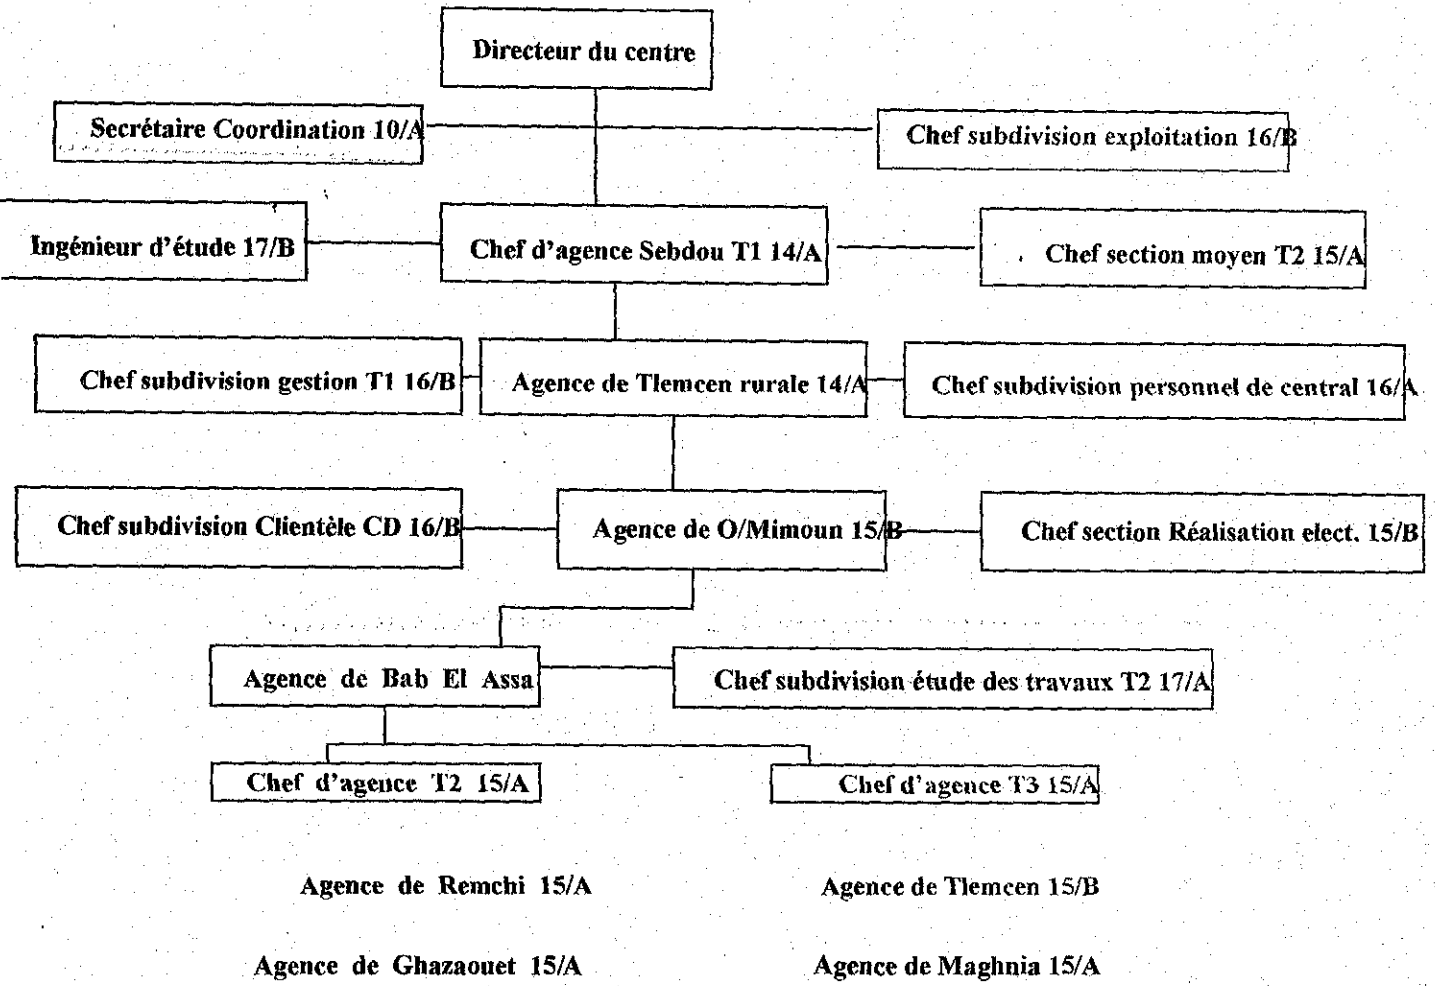 Directeur du centre
Secrétaire Coordination 10/A
Chef subdivision exploitation 16/B
Ingénieur d'étude 17/B
Chef d'agence Sebdou T1 14/A
Chef section moyen T2 15/A
Chef subdivision gestion T1 16/B
Agence de Tlemcen rurale 14/A
Chef subdivision personnel de central 16/A
Chef subdivision Clientèle CD 16/B
Agence de O/Mimoun 15/B
Chef section Réalisation elect. 15/B
Agence de Bab El Assa
Chef subdivision étude des travaux T2 17/A
Chef d'agence T2 15/A
Chef d'agence T3 15/A
Agence de Remchi 15/A
Agence de Tlemcen 15/B
Agence de Ghazaouet 15/A
Agence de Maghnia 15/A